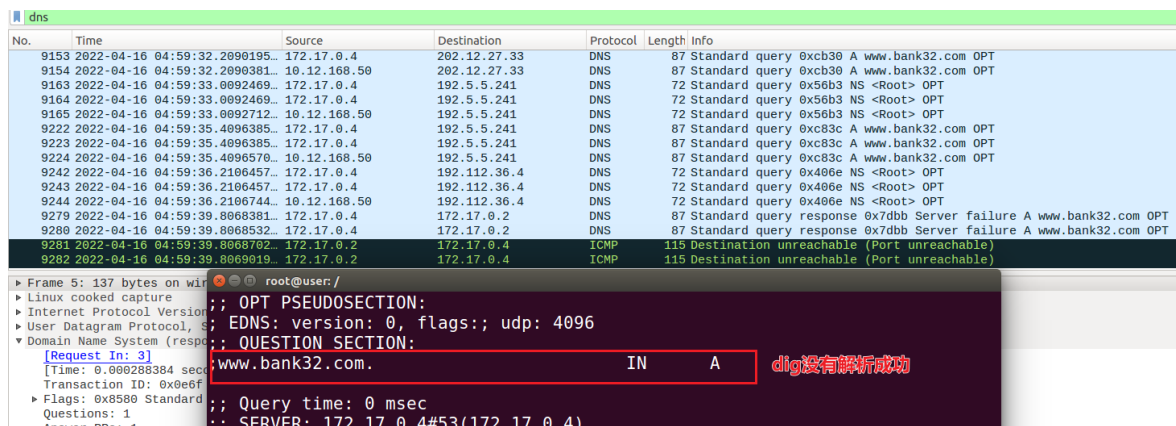 dns
No. Time Source Destination Protocol Length Info
9153 2022-04-16 04:59:32.2090195… 172.17.0.4 202.12.27.33 DNS 87 Standard query 0xcb30 A www.bank32.com OPT
9154 2022-04-16 04:59:32.2090381… 10.12.168.50 202.12.27.33 DNS 87 Standard query 0xcb30 A www.bank32.com OPT
9163 2022-04-16 04:59:33.0092469… 172.17.0.4 192.5.5.241 DNS 72 Standard query 0x56b3 NS <Root> OPT
9164 2022-04-16 04:59:33.0092469… 172.17.0.4 192.5.5.241 DNS 72 Standard query 0x56b3 NS <Root> OPT
9165 2022-04-16 04:59:33.0092712… 10.12.168.50 192.5.5.241 DNS 72 Standard query 0x56b3 NS <Root> OPT
9222 2022-04-16 04:59:35.4096385… 172.17.0.4 192.5.5.241 DNS 87 Standard query 0xc83c A www.bank32.com OPT
9223 2022-04-16 04:59:35.4096385… 172.17.0.4 192.5.5.241 DNS 87 Standard query 0xc83c A www.bank32.com OPT
9224 2022-04-16 04:59:35.4096570… 10.12.168.50 192.5.5.241 DNS 87 Standard query 0xc83c A www.bank32.com OPT
9242 2022-04-16 04:59:36.2106457… 172.17.0.4 192.112.36.4 DNS 72 Standard query 0x406e NS <Root> OPT
9243 2022-04-16 04:59:36.2106457… 172.17.0.4 192.112.36.4 DNS 72 Standard query 0x406e NS <Root> OPT
9244 2022-04-16 04:59:36.2106744… 10.12.168.50 192.112.36.4 DNS 72 Standard query 0x406e NS <Root> OPT
9279 2022-04-16 04:59:39.8068381… 172.17.0.4 172.17.0.2 DNS 87 Standard query response 0x7dbb Server failure A www.bank32.com OPT
9280 2022-04-16 04:59:39.8068532… 172.17.0.4 172.17.0.2 DNS 87 Standard query response 0x7dbb Server failure A www.bank32.com OPT
9281 2022-04-16 04:59:39.8068702… 172.17.0.2 172.17.0.4 ICMP 115 Destination unreachable (Port unreachable)
9282 2022-04-16 04:59:39.8069019… 172.17.0.2 172.17.0.4 ICMP 115 Destination unreachable (Port unreachable)
Frame 5: 137 bytes on wir
Linux cooked capture
Internet Protocol Version
User Datagram Protocol, S
Domain Name System (respo
[Request In: 3]
[Time: 0.000288384 seco
Transaction ID: 0x0e6f
Flags: 0x8580 Standard
Questions: 1
root@user: /
;; OPT PSEUDOSECTION:
; EDNS: version: 0, flags:; udp: 4096
;; QUESTION SECTION:
;www.bank32.com. IN A
dig没有解析成功
;; Query time: 0 msec
;; SERVER: 172.17.0.4#53(172.17.0.4)